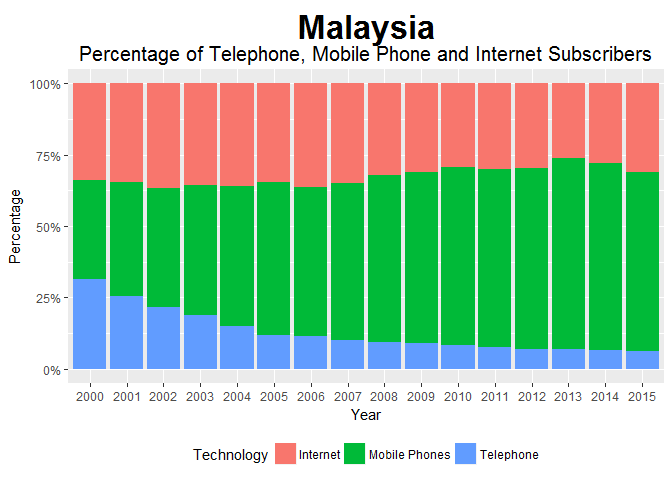 Malaysia
Percentage of Telephone, Mobile Phone and Internet Subscribers
100%
75%
50%
25%
0%
Percentage
2000 2001 2002 2003 2004 2005 2006 2007 2008 2009 2010 2011 2012 2013 2014 2015
Year
Technology Internet Mobile Phones Telephone